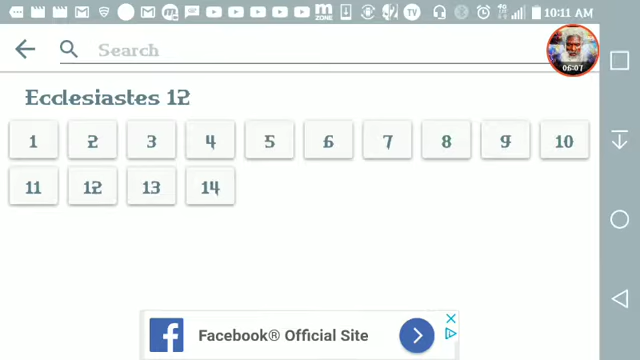 10:11 AM
Search
06:07
Ecclesiastes 12
1 2 3 4 5 6 7 8 9 10
11 12 13 14
Facebook® Official Site